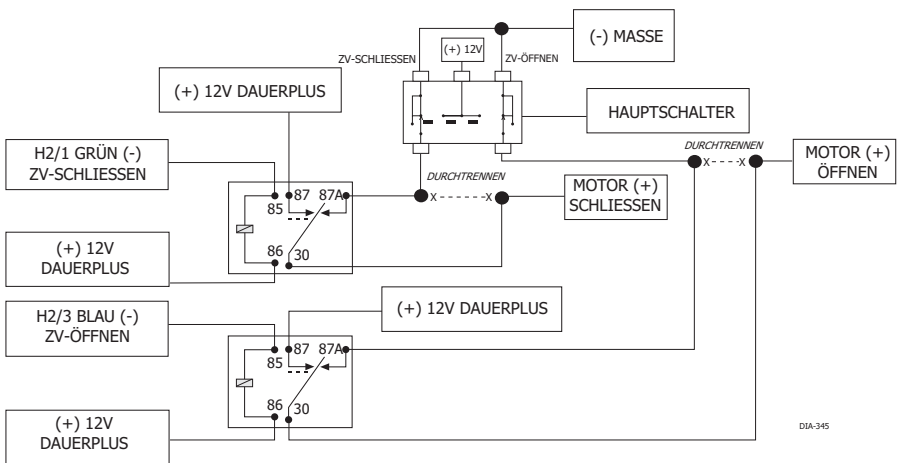 (-) MASSE
(+) 12V
ZV-SCHLIESSEN
ZV-ÖFFNEN
(+) 12V DAUERPLUS
HAUPTSCHALTER
H2/1 GRÜN (-)
ZV-SCHLIESSEN
DURCHTRENNEN
X - - - - X
MOTOR (+)
ÖFFNEN
DURCHTRENNEN
X - - - - - - X
MOTOR (+)
SCHLIESSEN
87 87A
85
86
30
(+) 12V
DAUERPLUS
H2/3 BLAU (-)
ZV-ÖFFNEN
(+) 12V DAUERPLUS
87 87A
85
86
30
(+) 12V
DAUERPLUS
DIA-345